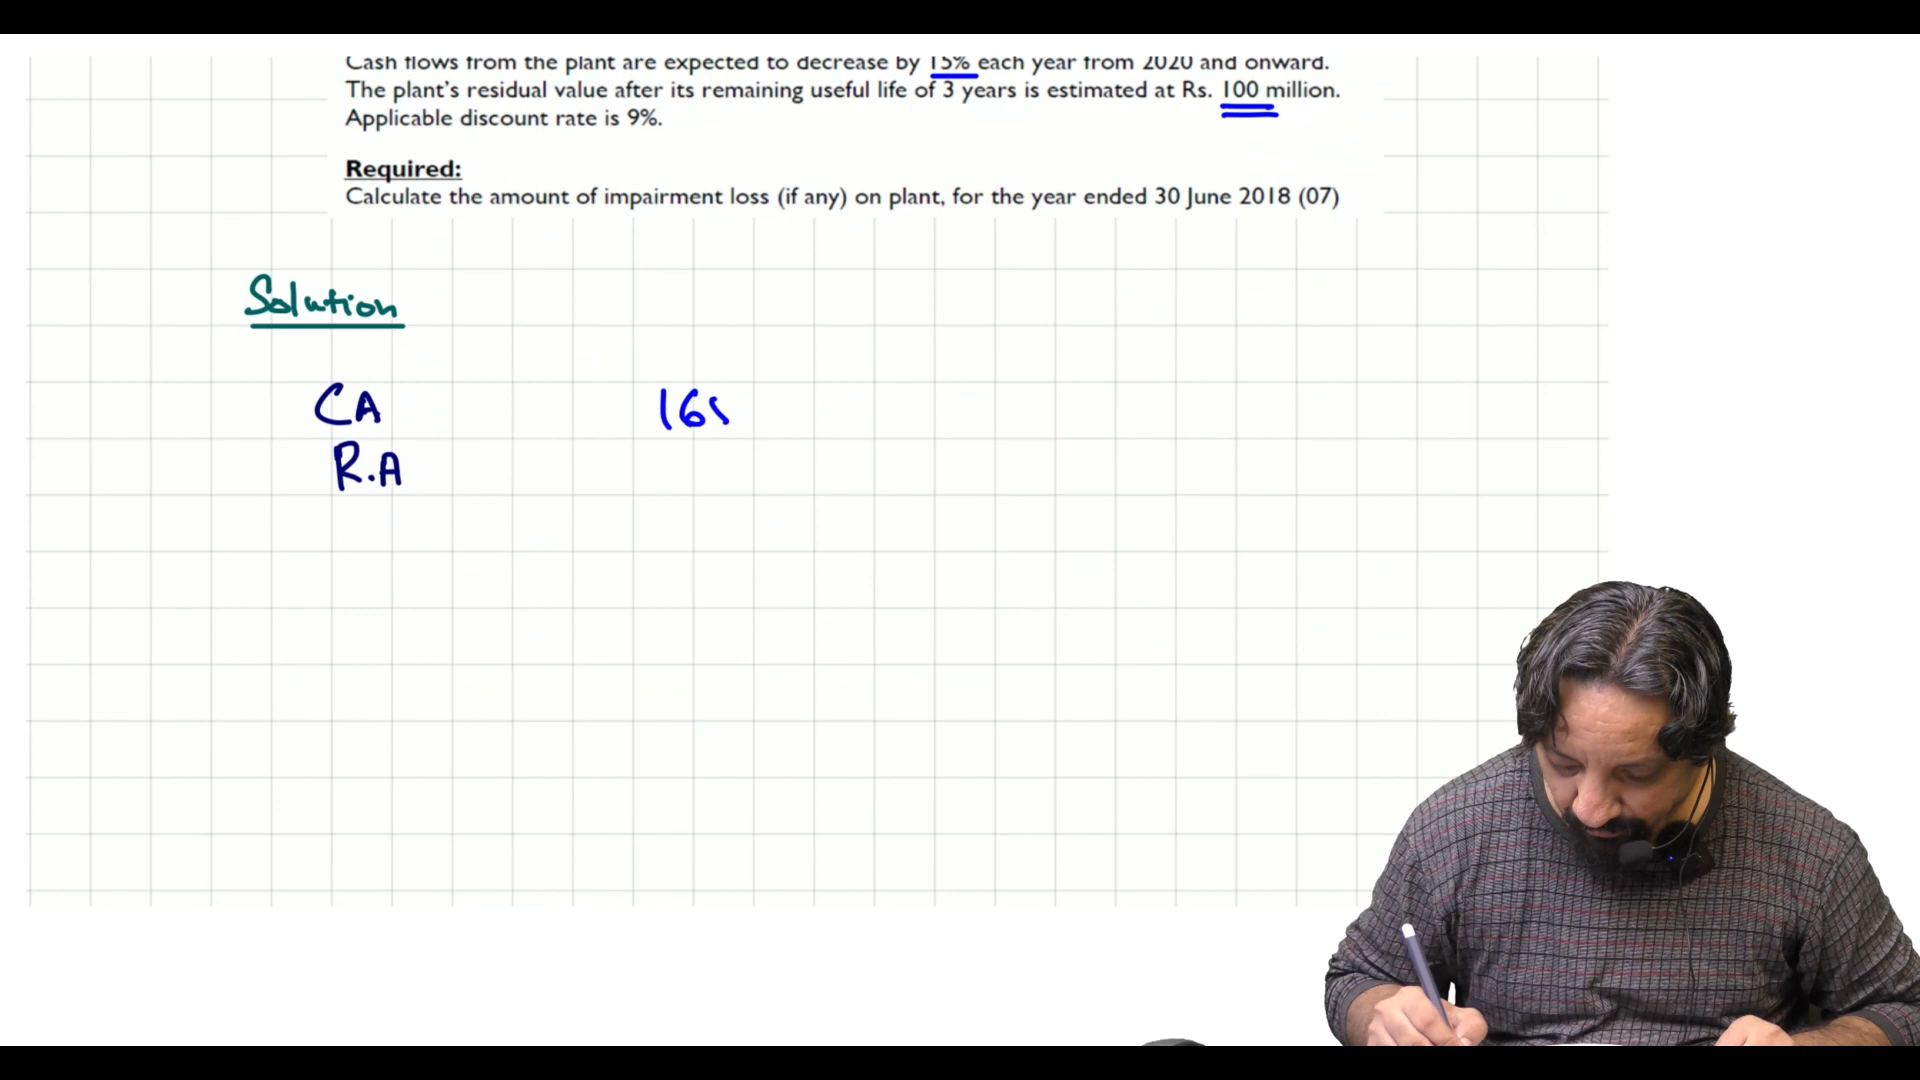 Cash flows from the plant are expected to decrease by 15% each year from 2020 and onward.
The plant's residual value after its remaining useful life of 3 years is estimated at Rs. 100 million.
Applicable discount rate is 9%.
Required:
Calculate the amount of impairment loss (if any) on plant, for the year ended 30 June 2018 (07)
Solution
CA
R.A